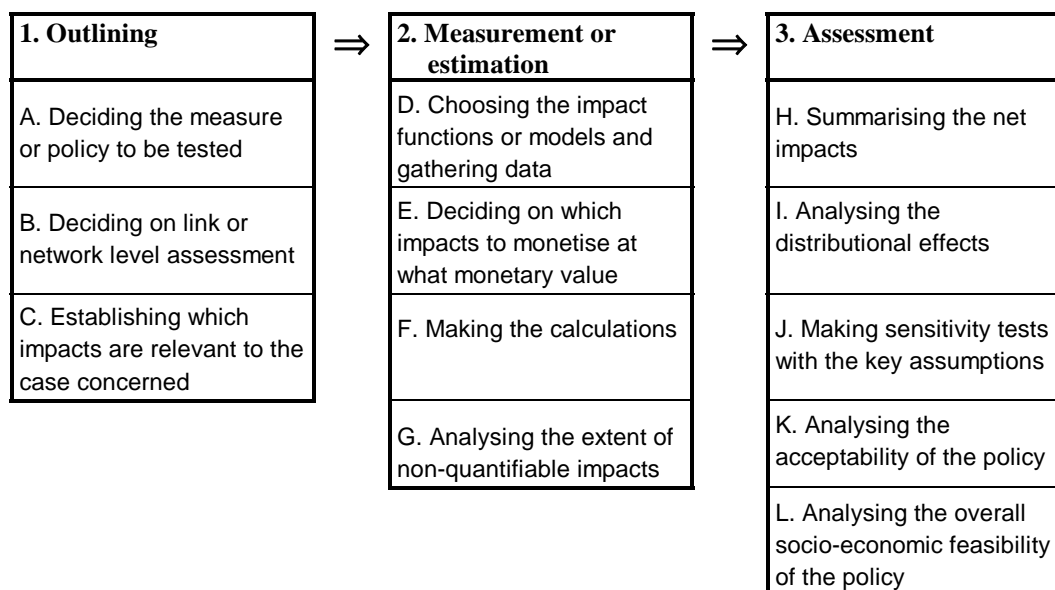 1. Outlining
⇒
2. Measurement or
estimation
⇒
3. Assessment
A. Deciding the measure
or policy to be tested
B. Deciding on link or
network level assessment
C. Establishing which
impacts are relevant to the
case concerned
D. Choosing the impact
functions or models and
gathering data
E. Deciding on which
impacts to monetise at
what monetary value
F. Making the calculations
G. Analysing the extent of
non-quantifiable impacts
H. Summarising the net
impacts
I. Analysing the
distributional effects
J. Making sensitivity tests
with the key assumptions
K. Analysing the
acceptability of the policy
L. Analysing the overall
socio-economic feasibility
of the policy